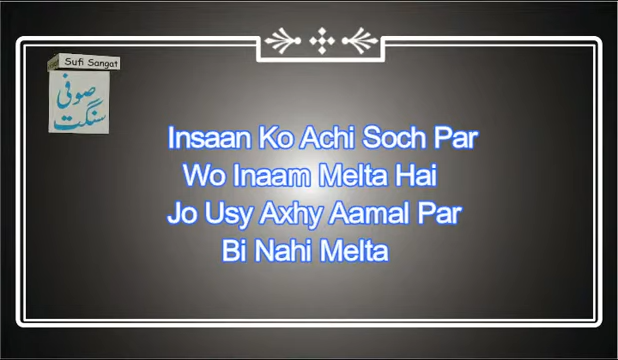 Sufi Sangat
صوفی
سنگت
Insaan Ko Achi Soch Par
Wo Inaam Melta Hai
Jo Usy Axhy Aamal Par
Bi Nahi Melta